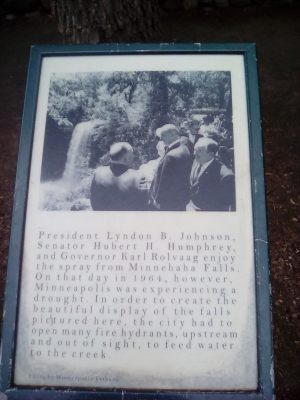 President Lyndon B. Johnson,
Senator Hubert H. Humphrey,
and Governor Karl Rolvaag enjoy
the spray from Minnehaha Falls.
On that day in 1964, however,
Minneapolis was experiencing a
drought. In order to create the
beautiful display of the falls
pictured here, the city had to
open many fire hydrants, upstream
and out of sight, to feed water
to the creek.